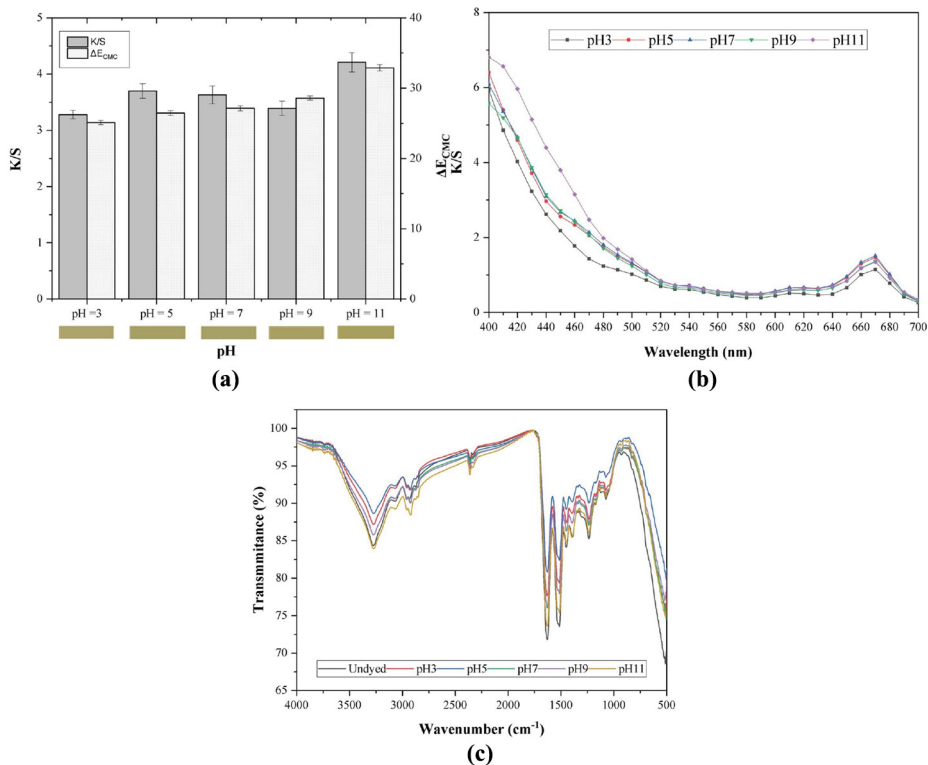 K/S
ΔECMC
5
4
3
2
1
0
K/S
40
30
20
10
0
ΔECMC
pH =3 pH = 5 pH = 7 pH = 9 pH = 11
pH
(a)
pH3 pH5 pH7 pH9 pH11
8
6
4
2
0
K/S
400 420 440 460 480 500 520 540 560 580 600 620 640 660 680 700
Wavelength (nm)
(b)
100
95
90
85
80
75
70
65
Transmmitance (%)
Undyed pH3 pH5 pH7 pH9 pH11
4000 3500 3000 2500 2000 1500 1000 500
Wavenumber (cm-1)
(c)